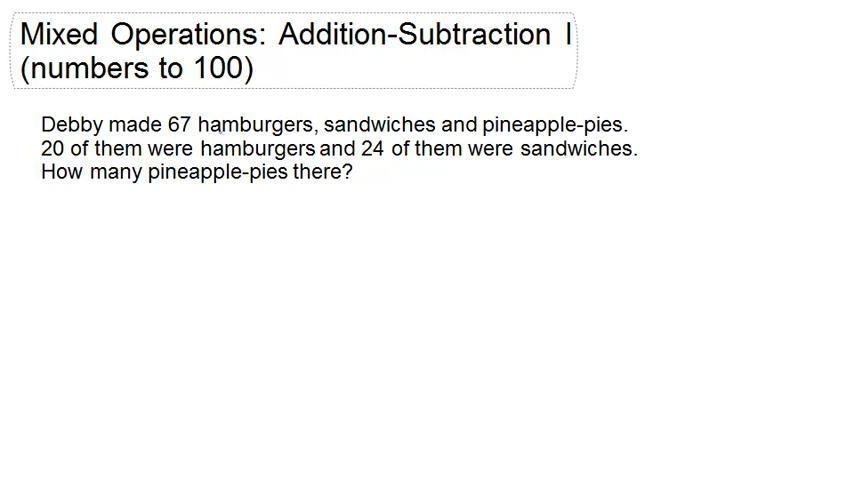 Mixed Operations: Addition-Subtraction I
(numbers to 100)
Debby made 67 hamburgers, sandwiches and pineapple-pies.
20 of them were hamburgers and 24 of them were sandwiches.
How many pineapple-pies there?